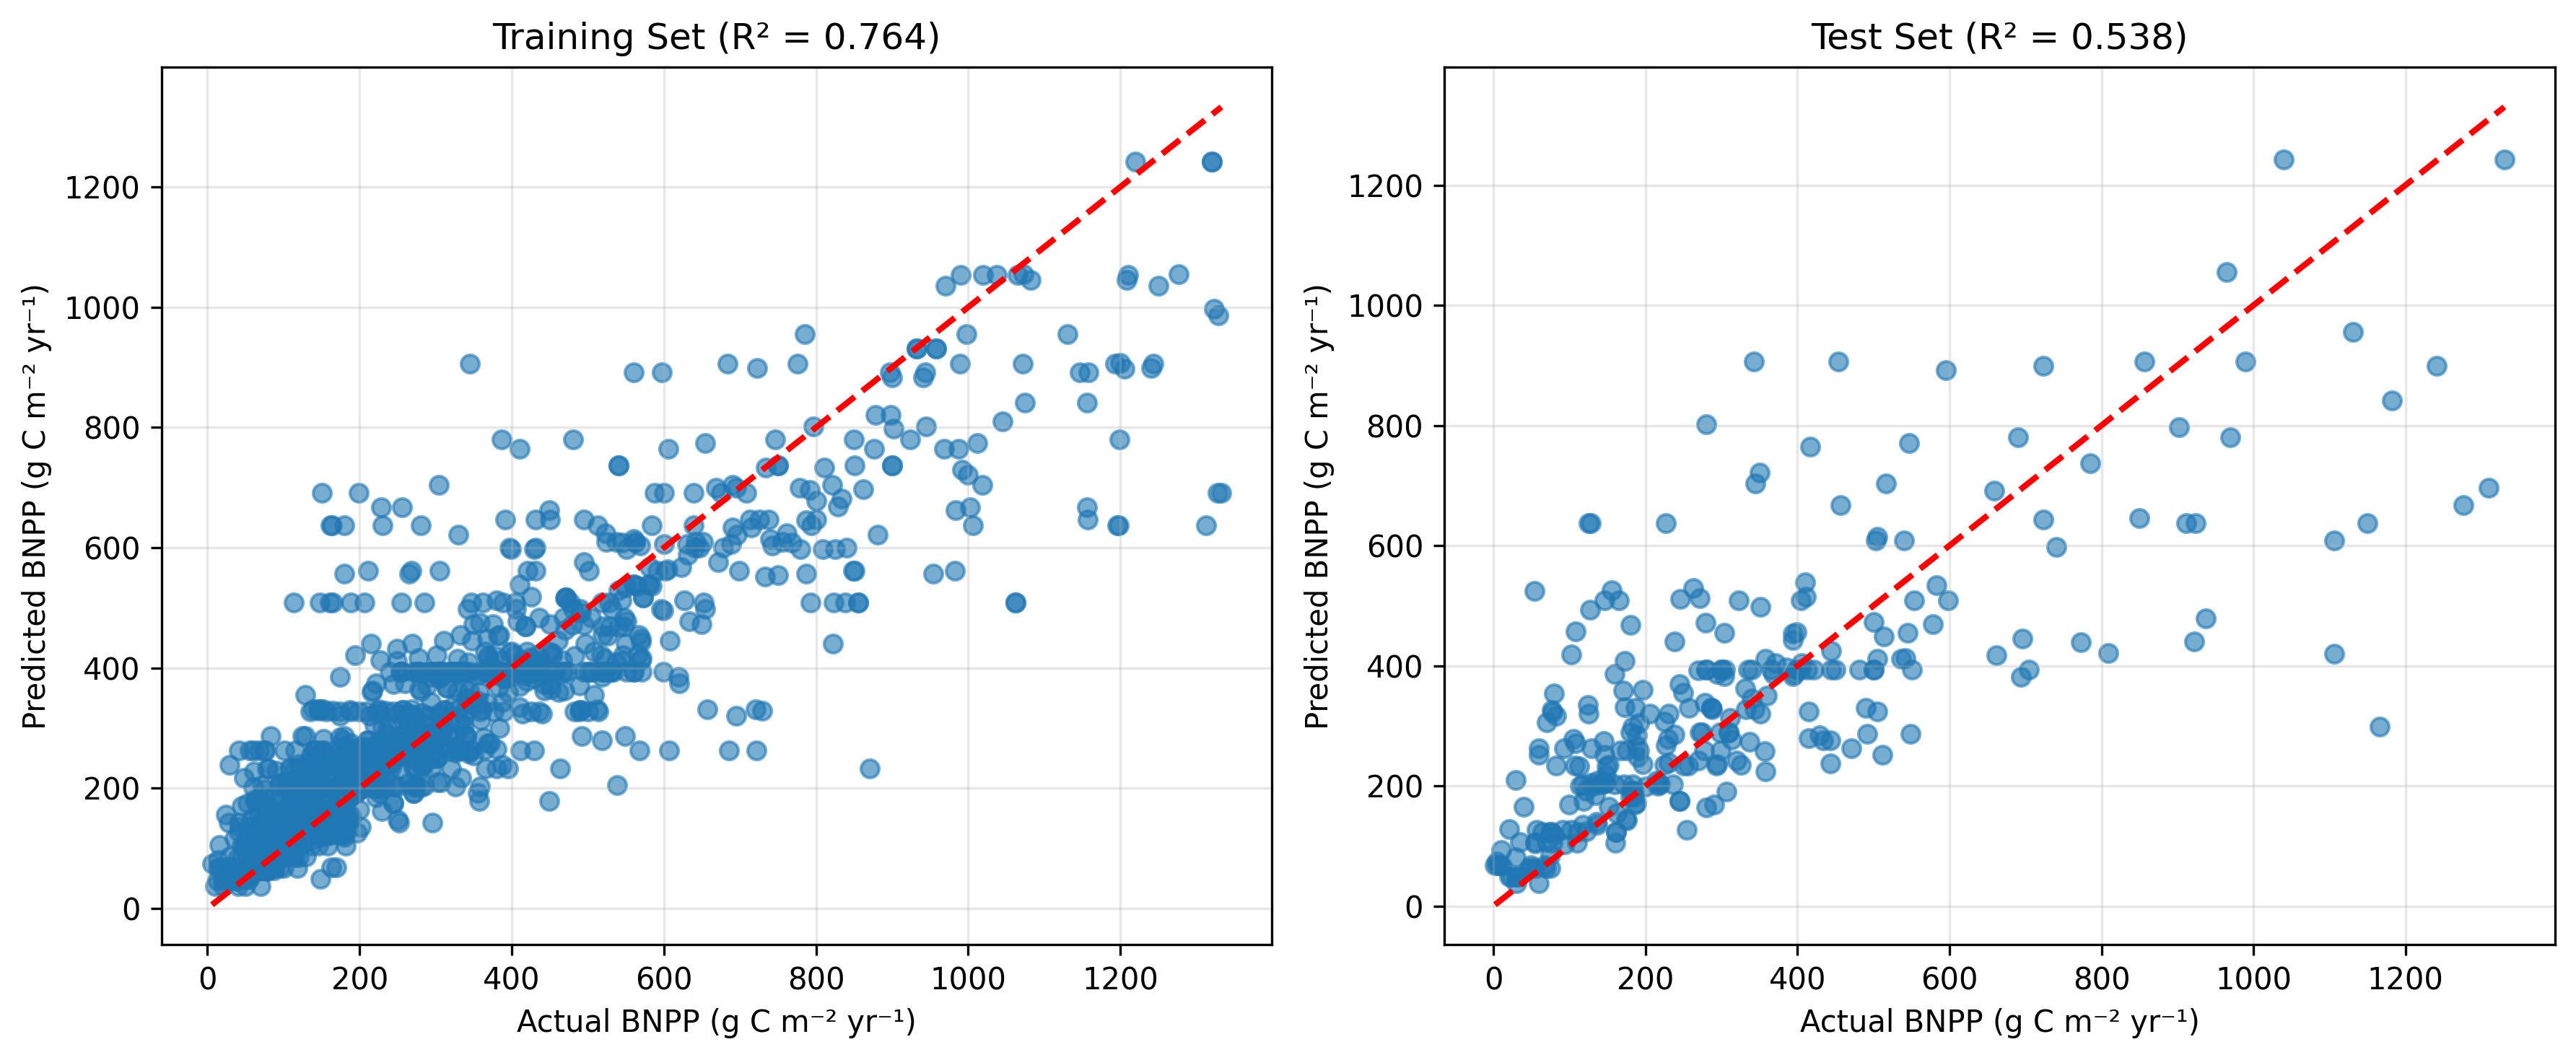 Training Set (R² = 0.764)
Predicted BNPP (g C m⁻² yr⁻¹)
1200
1000
800
600
400
200
0
0 200 400 600 800 1000 1200
Actual BNPP (g C m⁻² yr⁻¹)
Test Set (R² = 0.538)
Predicted BNPP (g C m⁻² yr⁻¹)
1200
1000
800
600
400
200
0
0 200 400 600 800 1000 1200
Actual BNPP (g C m⁻² yr⁻¹)